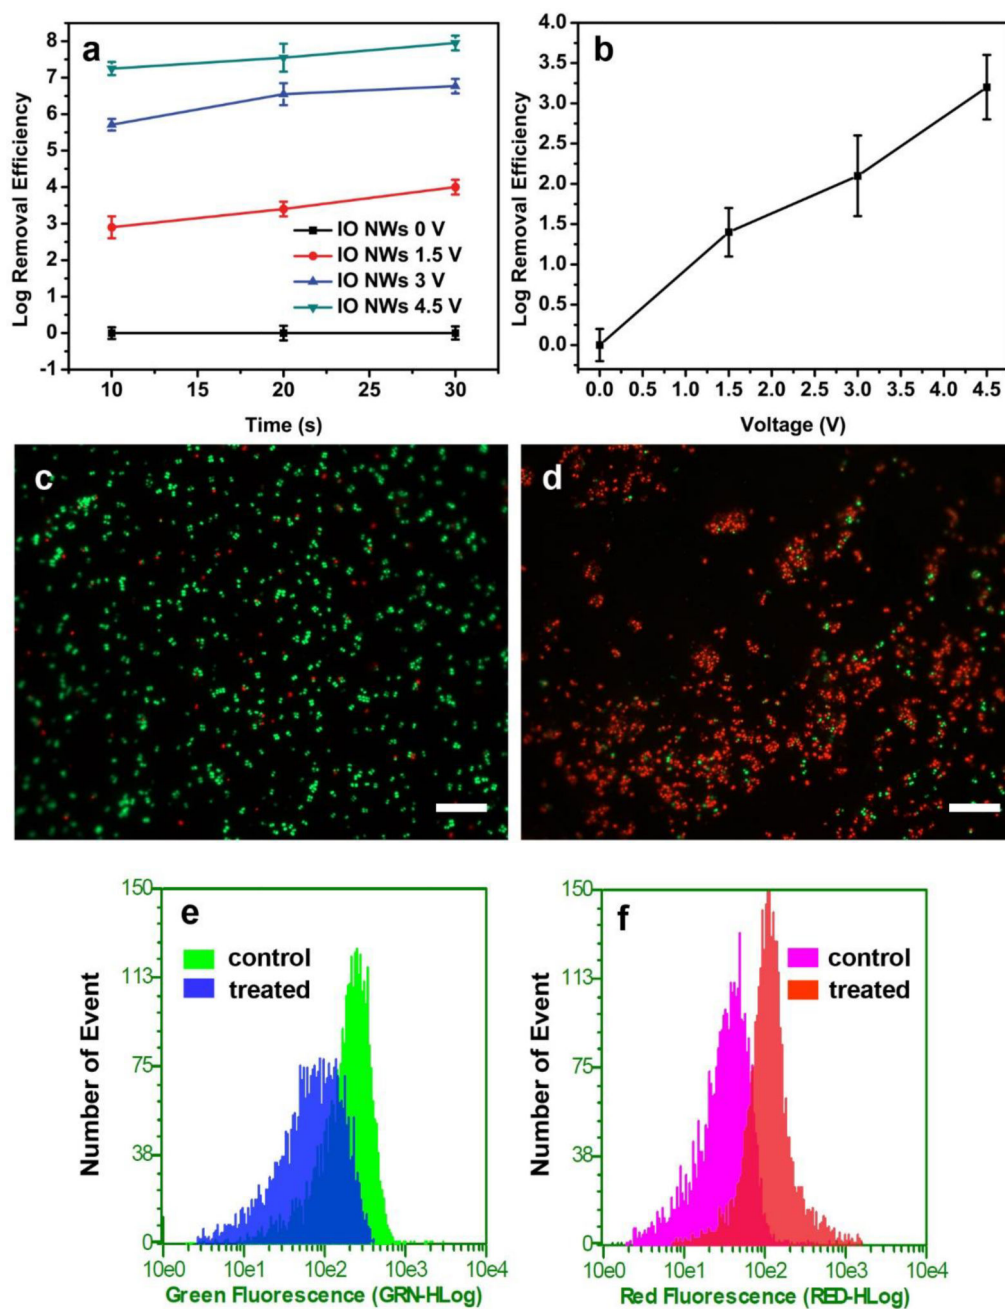 a
Log Removal Efficiency
8
7
6
5
4
3
2
1
0
-1
IO NWs 0 V
IO NWs 1.5 V
IO NWs 3 V
IO NWs 4.5 V
10 15 20 25 30
Time (s)
b
Log Removal Efficiency
4.0
3.5
3.0
2.5
2.0
1.5
1.0
0.5
0.0
0.0 0.5 1.0 1.5 2.0 2.5 3.0 3.5 4.0 4.5
Voltage (V)
c
d
e
Number of Event
150
113
75
38
0
control
treated
10e0 10e1 10e2 10e3 10e4
Green Fluorescence (GRN-HLog)
f
Number of Event
150
113
75
38
0
control
treated
10e0 10e1 10e2 10e3 10e4
Red Fluorescence (RED-HLog)